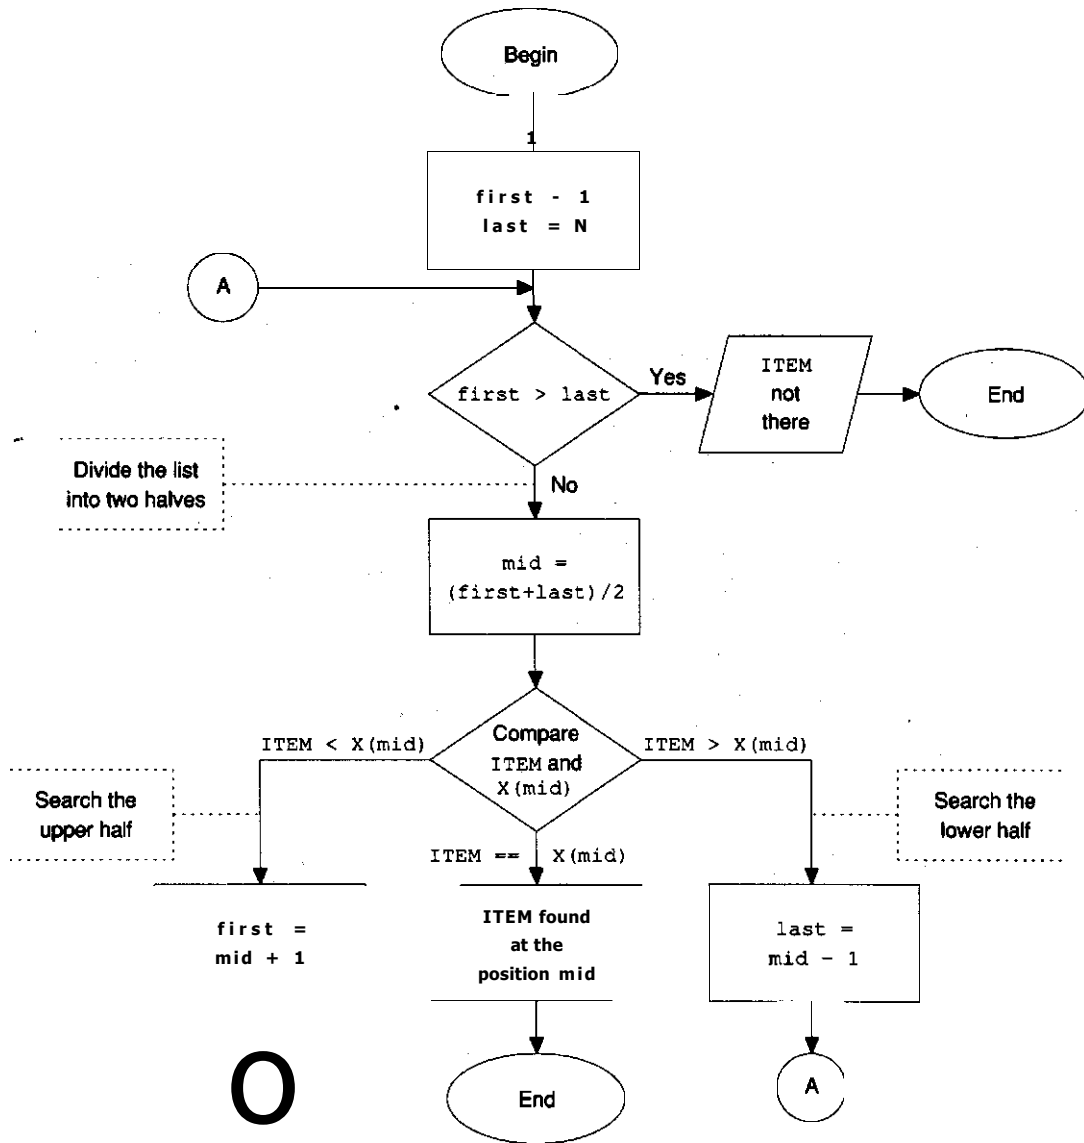 Begin
1
first - 1
last = N
A
first > last
Yes
ITEM
not
there
End
Divide the list
into two halves
No
mid =
(first+last)/2
ITEM < X(mid)
Compare
ITEM and
X(mid)
ITEM > X(mid)
Search the
upper half
Search the
lower half
ITEM == X(mid)
first =
mid + 1
ITEM found
at the
position mid
last =
mid - 1
O
End
A